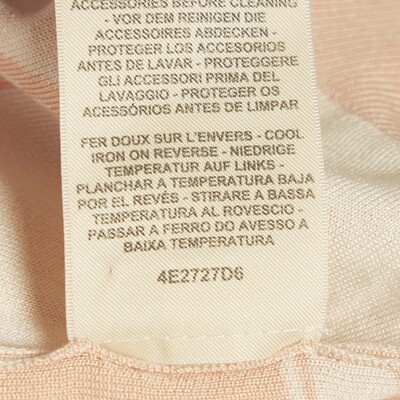 ACCESSORIES BEFORE CLEANING
- VOR DEM REINIGEN DIE
ACCESSOIRES ABDECKEN -
PROTEGER LOS ACCESORIOS
ANTES DE LAVAR - PROTEGGERE
GLI ACCESSORI PRIMA DEL
LAVAGGIO - PROTEGER OS
ACESSÓRIOS ANTES DE LIMPAR
FER DOUX SUR L'ENVERS - COOL
IRON ON REVERSE - NIEDRIGE
TEMPERATUR AUF LINKS -
PLANCHAR A TEMPERATURA BAJA
POR EL REVÉS - STIRARE A BASSA
TEMPERATURA AL ROVESCIO -
PASSAR A FERRO DO AVESSO A
BAIXA TEMPERATURA
4E2727D6